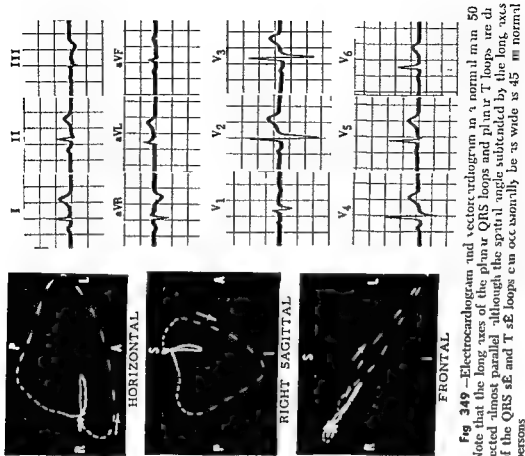 I
II
III
aVR
aVL
aVF
V1
V2
V3
V4
V5
V6
P
R
L
A
HORIZONTAL
S
P
A
I
RIGHT SAGITTAL
S
R
L
I
FRONTAL
Fig 349 —Electrocardiogram and vectorcardiogram in a normal man 50
Note that the long axes of the planar QRS loops and planar T loops are di
ected almost parallel although the spatial angle subtended by the long axes
f the QRS sÊ and T sÊ loops can occasionally be as wide as 45 in normal
persons